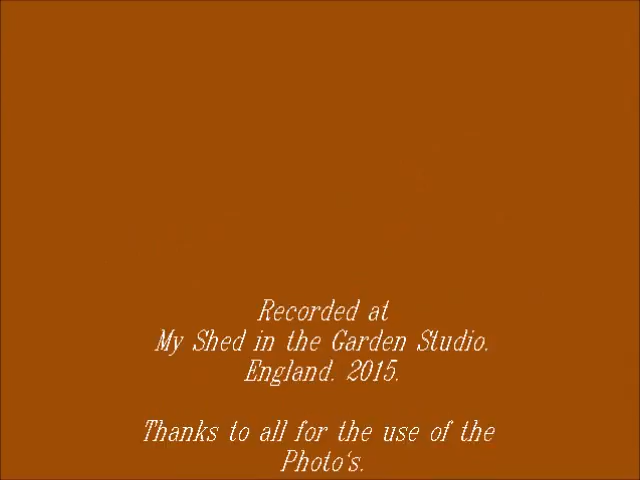 Recorded at
My Shed in the Garden Studio.
England. 2015.
Thanks to all for the use of the
Photo's.